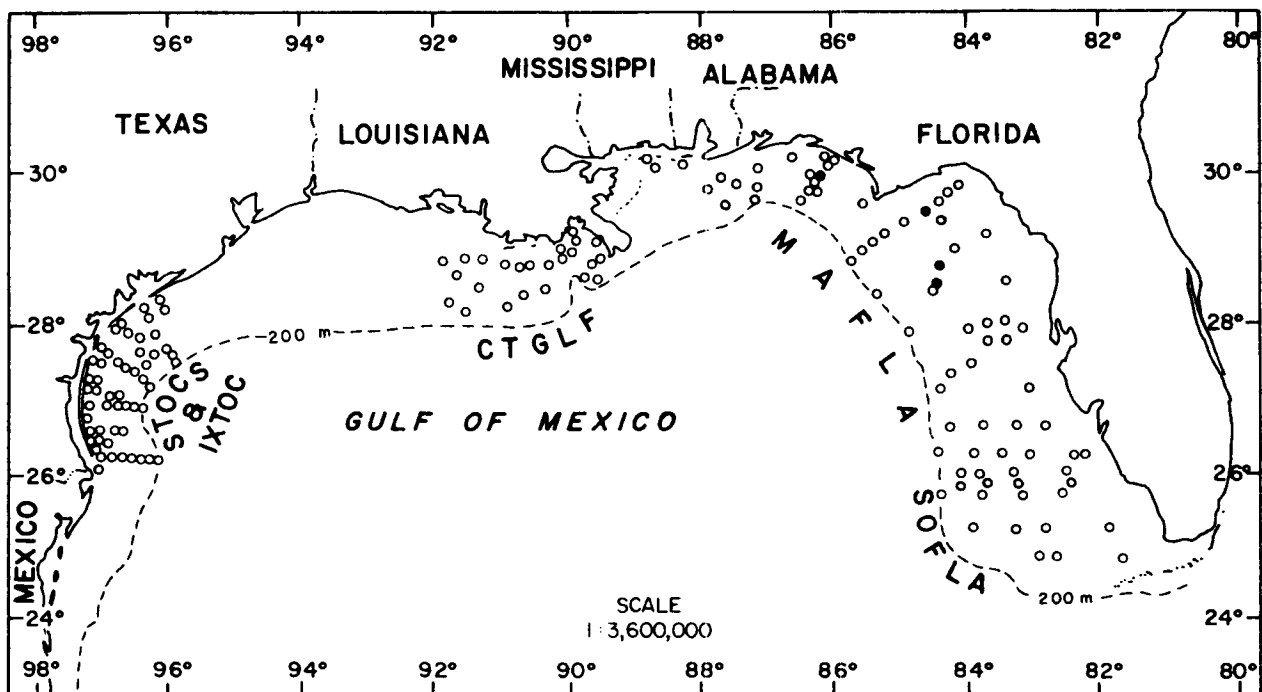 98° 96° 94° 92° 90° 88° 86° 84° 82° 80°
MISSISSIPPI ALABAMA
TEXAS LOUISIANA FLORIDA
30° 30°
28° 200 m 28°
CTGLF
MAFLA
STOCS
&
IXTOC
GULF OF MEXICO
26° 26°
SOFLA
MEXICO
200 m
SCALE
1:3,600,000
24° 24°
98° 96° 94° 92° 90° 88° 86° 84° 82° 80°